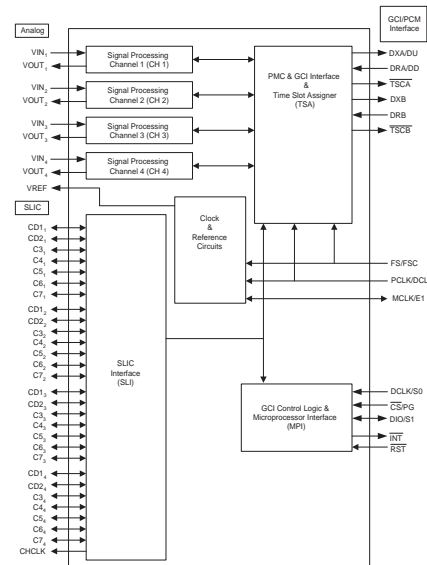 Analog
GCI/PCM
Interface
VIN1
VOUT1
Signal Processing
Channel 1 (CH 1)
VIN2
VOUT2
Signal Processing
Channel 2 (CH 2)
VIN3
VOUT3
Signal Processing
Channel 3 (CH 3)
VIN4
VOUT4
Signal Processing
Channel 4 (CH 4)
PMC & GCI Interface
&
Time Slot Assigner
(TSA)
DXA/DU
DRA/DD
TSCA
DXB
DRB
TSCB
VREF
Clock
&
Reference
Circuits
FS/FSC
PCLK/DCL
MCLK/E1
SLIC
CD11
CD21
C31
C41
C51
C61
C71
CD12
CD22
C32
C42
C52
C62
C72
CD13
CD23
C33
C43
C53
C63
C73
CD14
CD24
C34
C44
C54
C64
C74
CHCLK
SLIC
Interface
(SLI)
GCI Control Logic &
Microprocessor Interface
(MPI)
DCLK/S0
CS/PG
DIO/S1
INT
RST